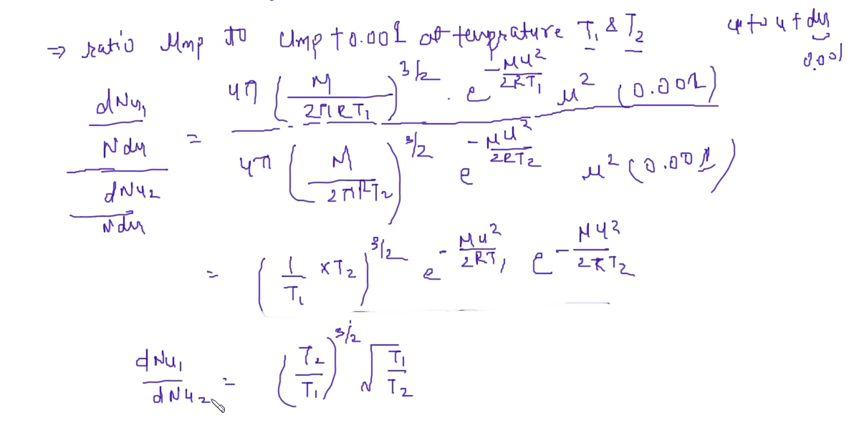 ⇒ ratio Ump to Ump + 0.001 at temprature T₁ & T₂
u to u + du
0.001
(dNu₁ / Ndu) / (dNu₂ / Ndu) = (4π (M / 2πRT₁)^3/2 · e^(-Mu² / 2RT₁) u² (0.001)) / (4π (M / 2πRT₂)^3/2 e^(-Mu² / 2RT₂) u² (0.001))
= (1/T₁ × T₂)^3/2 e^(-Mu² / 2RT₁) e^(-Mu² / 2RT₂)
dNu₁ / dNu₂ = (T₂ / T₁)^3/2 √(T₁ / T₂)